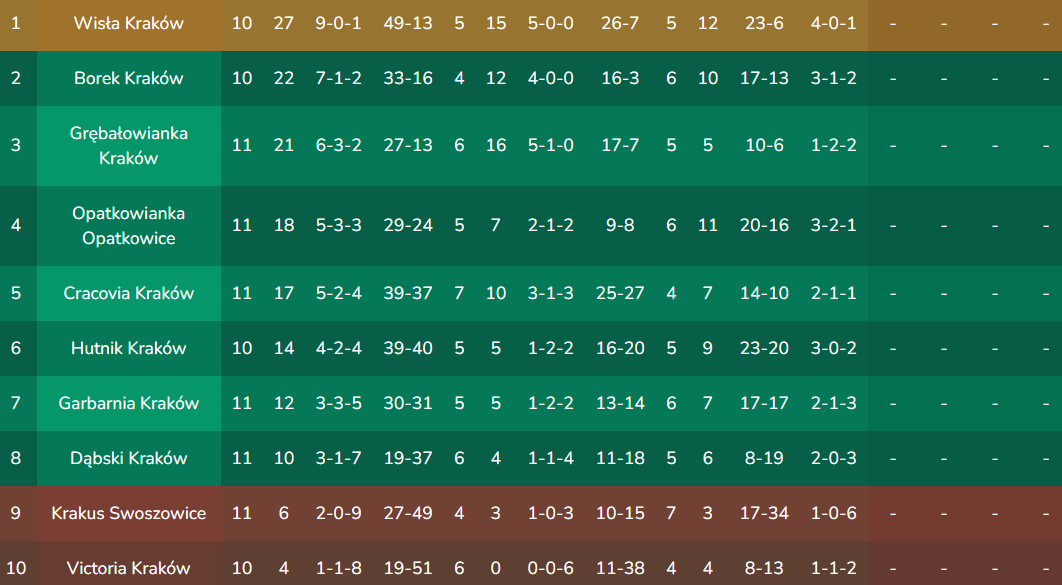 1 Wisła Kraków 10 27 9-0-1 49-13 5 15 5-0-0 26-7 5 12 23-6 4-0-1 - - - -
2 Borek Kraków 10 22 7-1-2 33-16 4 12 4-0-0 16-3 6 10 17-13 3-1-2 - - - -
Grębałowianka
3 Kraków 11 21 6-3-2 27-13 6 16 5-1-0 17-7 5 5 10-6 1-2-2 - - - -
Opatkowianka
4 Opatkowice 11 18 5-3-3 29-24 5 7 2-1-2 9-8 6 11 20-16 3-2-1 - - - -
5 Cracovia Kraków 11 17 5-2-4 39-37 7 10 3-1-3 25-27 4 7 14-10 2-1-1 - - - -
6 Hutnik Kraków 10 14 4-2-4 39-40 5 5 1-2-2 16-20 5 9 23-20 3-0-2 - - - -
7 Garbarnia Kraków 11 12 3-3-5 30-31 5 5 1-2-2 13-14 6 7 17-17 2-1-3 - - - -
8 Dąbski Kraków 11 10 3-1-7 19-37 6 4 1-1-4 11-18 5 6 8-19 2-0-3 - - - -
9 Krakus Swoszowice 11 6 2-0-9 27-49 4 3 1-0-3 10-15 7 3 17-34 1-0-6 - - - -
10 Victoria Kraków 10 4 1-1-8 19-51 6 0 0-0-6 11-38 4 4 8-13 1-1-2 - - - -